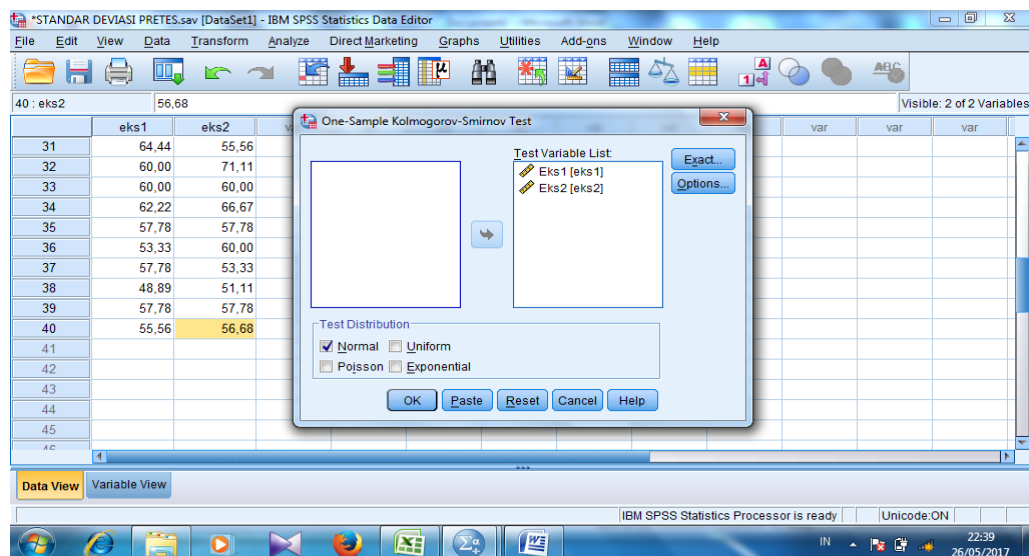 *STANDAR DEVIASI PRETES.sav [DataSet1] - IBM SPSS Statistics Data Editor
File Edit View Data Transform Analyze Direct Marketing Graphs Utilities Add-ons Window Help
40 : eks2 56,68 Visible: 2 of 2 Variables
eks1 eks2 var var var
31 64,44 55,56
32 60,00 71,11
33 60,00 60,00
34 62,22 66,67
35 57,78 57,78
36 53,33 60,00
37 57,78 53,33
38 48,89 51,11
39 57,78 57,78
40 55,56 56,68
41
42
43
44
45
46
One-Sample Kolmogorov-Smirnov Test
Test Variable List:
Eks1 [eks1]
Eks2 [eks2]
Exact...
Options...
Test Distribution
Normal Uniform
Poisson Exponential
OK Paste Reset Cancel Help
Data View Variable View
IBM SPSS Statistics Processor is ready Unicode:ON
IN 22:39
26/05/2017